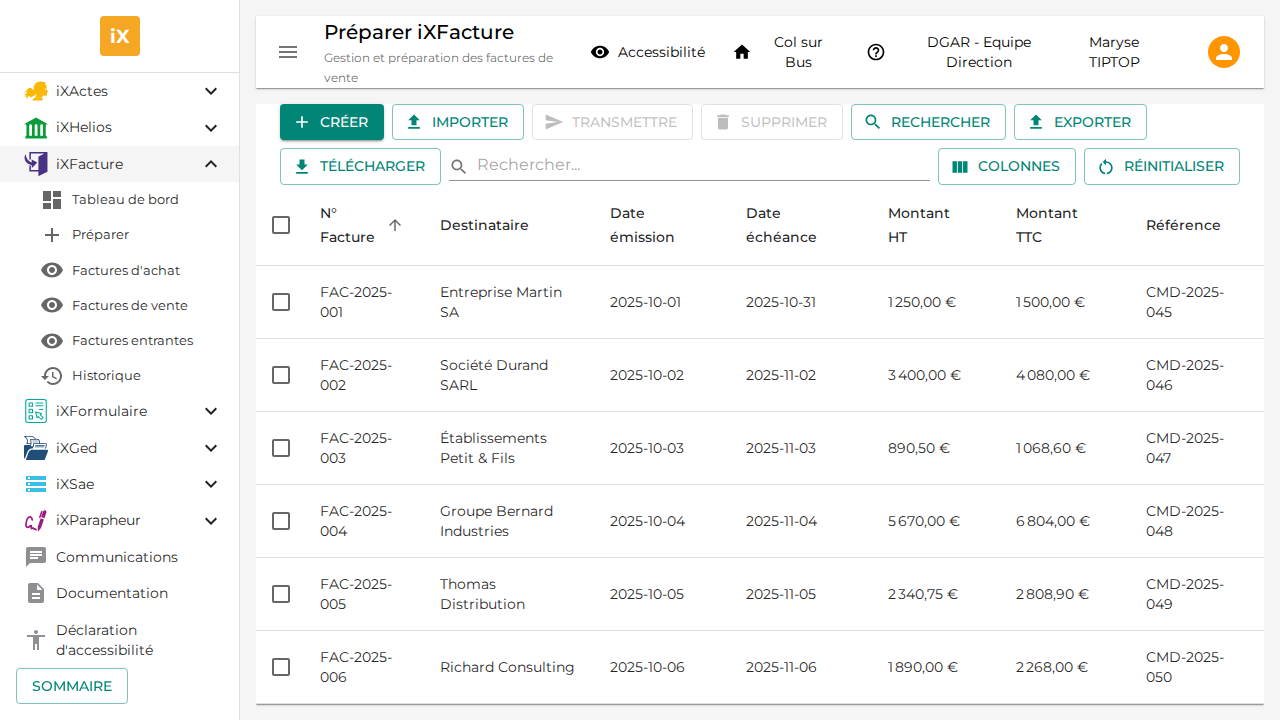 iX
iXActes
iXHelios
iXFacture
Tableau de bord
Préparer
Factures d'achat
Factures de vente
Factures entrantes
Historique
iXFormulaire
iXGed
iXSae
iXParapheur
Communications
Documentation
Déclaration
d'accessibilité
SOMMAIRE
Préparer iXFacture
Gestion et préparation des factures de
vente
Accessibilité
Col sur
Bus
DGAR - Equipe
Direction
Maryse
TIPTOP
CRÉER
IMPORTER
TRANSMETTRE
SUPPRIMER
RECHERCHER
EXPORTER
TÉLÉCHARGER
Rechercher...
COLONNES
RÉINITIALISER
N°
Facture
Destinataire
Date
émission
Date
échéance
Montant
HT
Montant
TTC
Référence
FAC-2025-
001
Entreprise Martin
SA
2025-10-01
2025-10-31
1 250,00 €
1 500,00 €
CMD-2025-
045
FAC-2025-
002
Société Durand
SARL
2025-10-02
2025-11-02
3 400,00 €
4 080,00 €
CMD-2025-
046
FAC-2025-
003
Établissements
Petit & Fils
2025-10-03
2025-11-03
890,50 €
1 068,60 €
CMD-2025-
047
FAC-2025-
004
Groupe Bernard
Industries
2025-10-04
2025-11-04
5 670,00 €
6 804,00 €
CMD-2025-
048
FAC-2025-
005
Thomas
Distribution
2025-10-05
2025-11-05
2 340,75 €
2 808,90 €
CMD-2025-
049
FAC-2025-
006
Richard Consulting
2025-10-06
2025-11-06
1 890,00 €
2 268,00 €
CMD-2025-
050